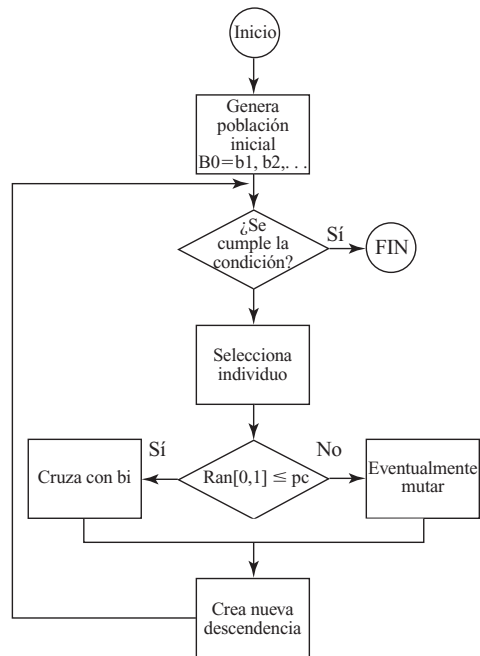 Inicio
Genera
población
inicial
B0=b1, b2,. . .
¿Se
cumple la
condición?
Sí
FIN
Selecciona
individuo
Sí
No
Cruza con bi
Ran[0,1] ≤ pc
Eventualmente
mutar
Crea nueva
descendencia